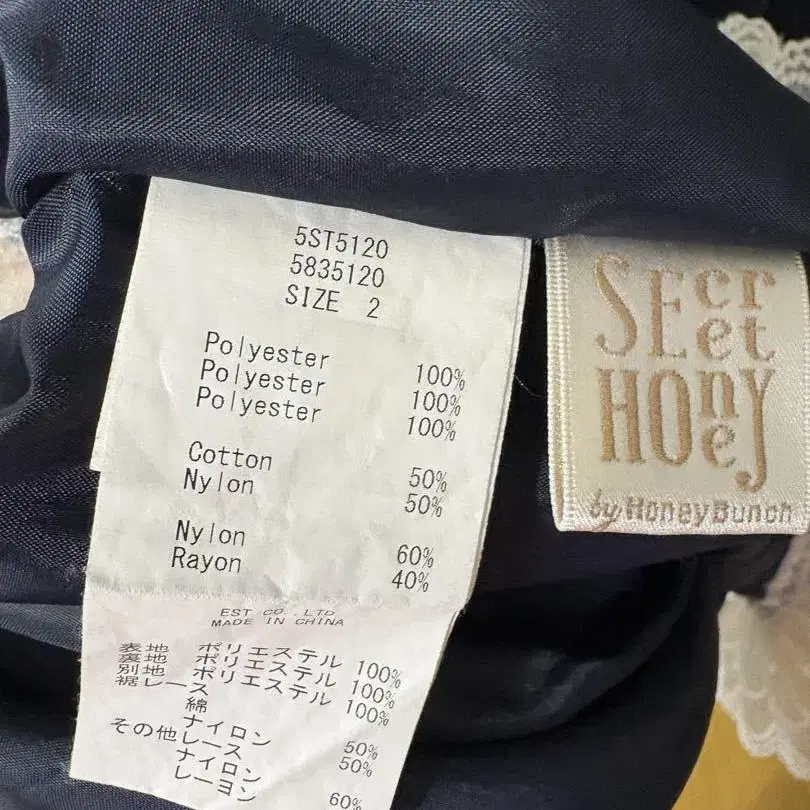 5ST5120
5835120
SIZE 2
Polyester 100%
Polyester 100%
Polyester 100%
Cotton 50%
Nylon 50%
Nylon 60%
Rayon 40%
EST CO.,LTD.
MADE IN CHINA
表地 ポリエステル 100%
裏地 ポリエステル 100%
別地 ポリエステル 100%
裾レース
綿 50%
ナイロン 50%
その他レース
ナイロン 60%
レーヨン
SEcret
HOney
by HoneyBunch